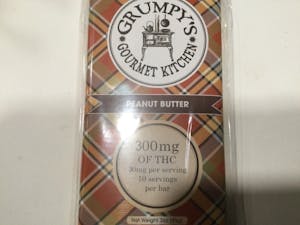 GRUMPY'S
GOURMET KITCHEN
PEANUT BUTTER
300mg
OF THC
30mg per serving
10 servings
per bar